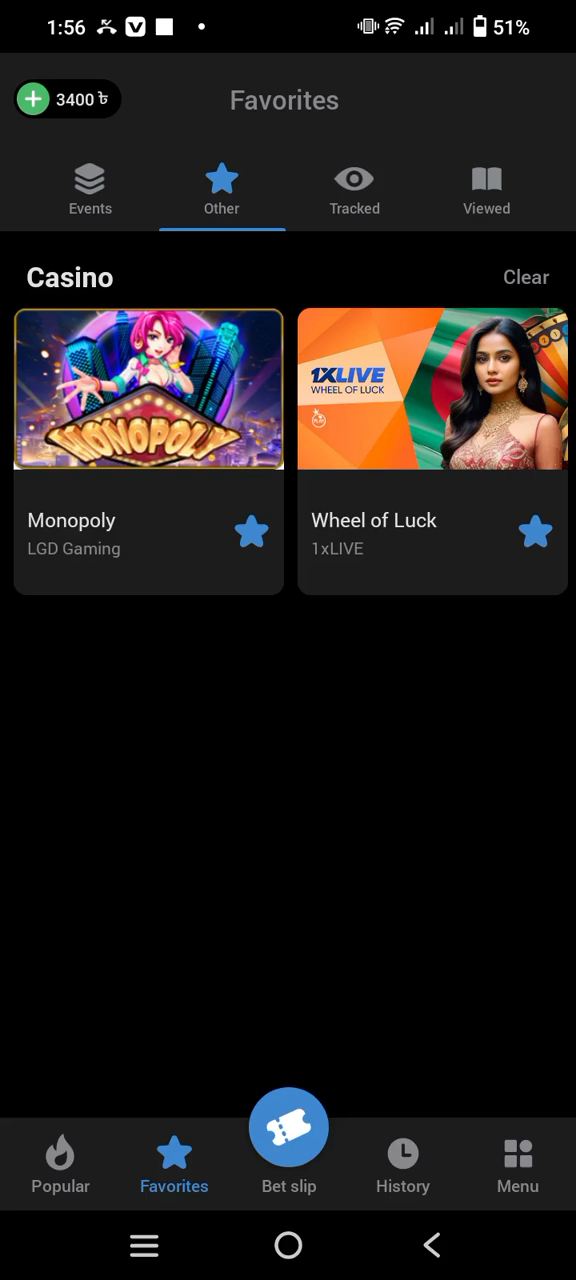 1:56
51%
3400 ৳
Favorites
Events
Other
Tracked
Viewed
Casino
Clear
MONOPOLY
1XLIVE
WHEEL OF LUCK
Monopoly
LGD Gaming
Wheel of Luck
1xLIVE
Popular
Favorites
Bet slip
History
Menu